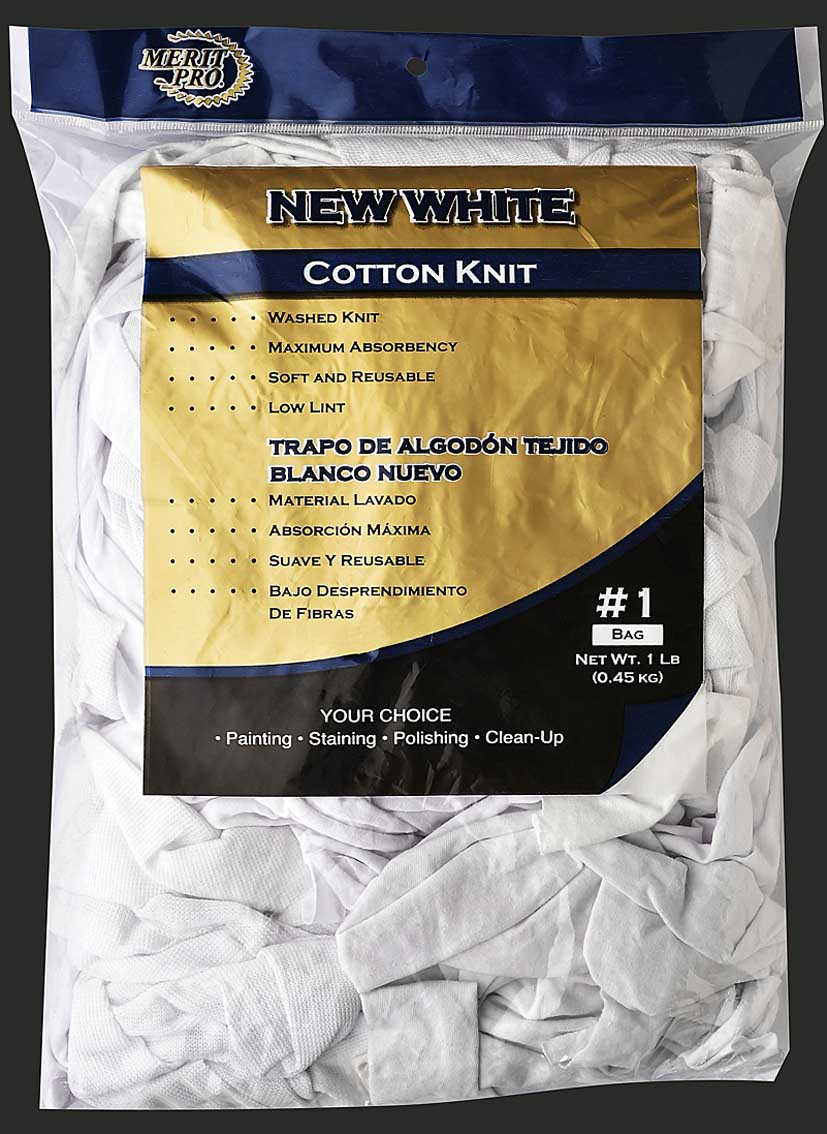 MERIT
PRO.
NEW WHITE
COTTON KNIT
WASHED KNIT
MAXIMUM ABSORBENCY
SOFT AND REUSABLE
LOW LINT
TRAPO DE ALGODÓN TEJIDO
BLANCO NUEVO
MATERIAL LAVADO
ABSORCIÓN MÁXIMA
SUAVE Y REUSABLE
BAJO DESPRENDIMIENTO
DE FIBRAS
#1
BAG
NET WT. 1 LB
(0.45 KG)
YOUR CHOICE
• Painting • Staining • Polishing • Clean-Up